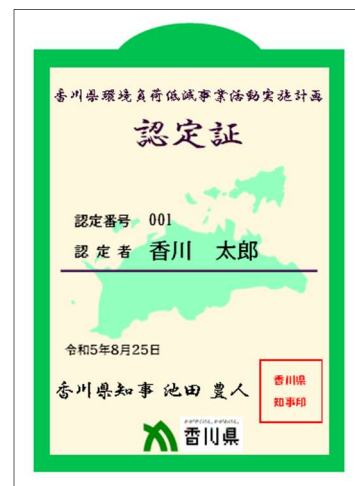 香川県環境負荷低減事業活動実施計画
認定証
認定番号 001
認定者 香川 太郎
令和5年8月25日
香川県知事 池田 豊人
香川県
知事印
香川県